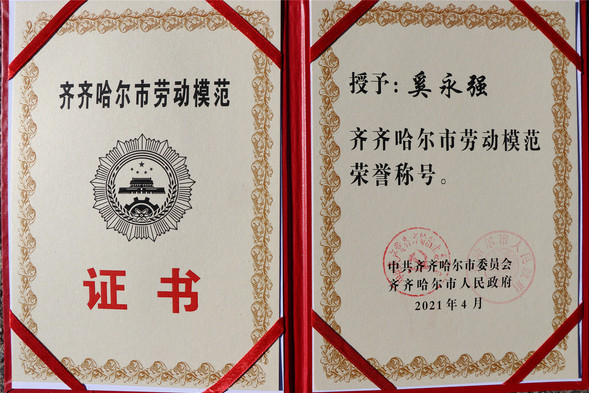 齐齐哈尔市劳动模范
证书
授予：奚永强
齐齐哈尔市劳动模范
荣誉称号。
中共齐齐哈尔市委员会
齐齐哈尔市人民政府
2021年4月